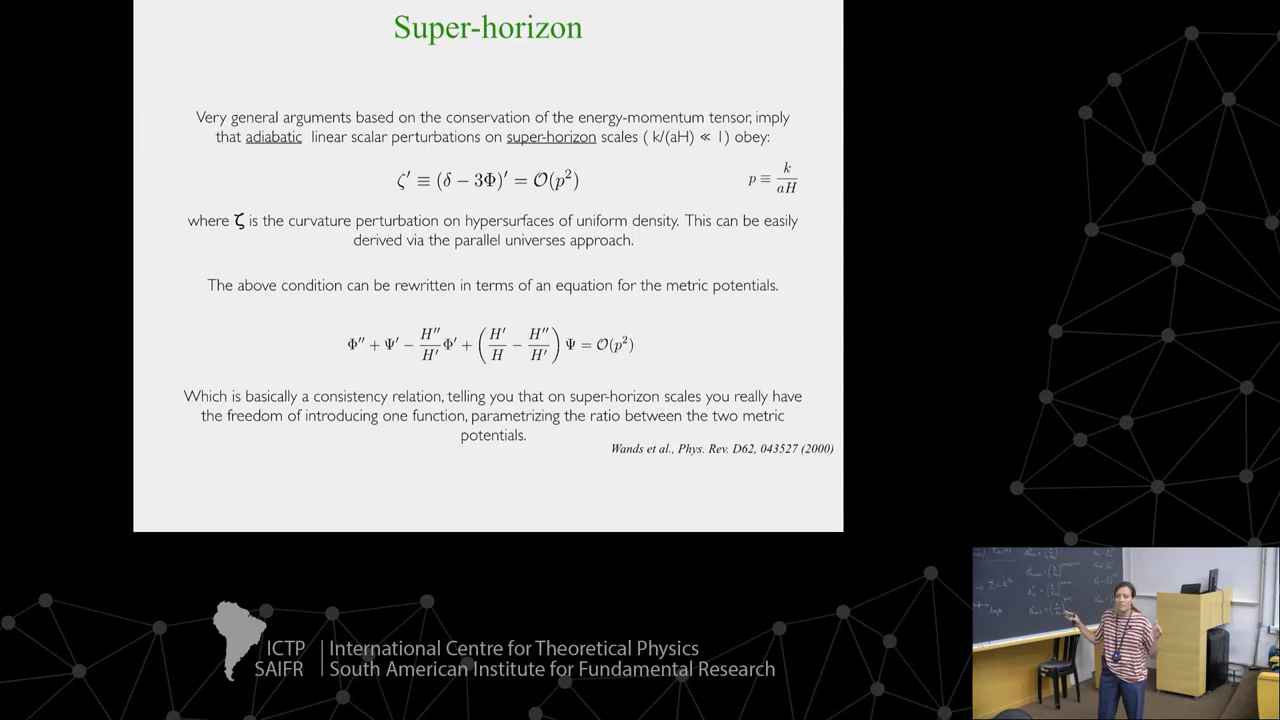 Super-horizon
Very general arguments based on the conservation of the energy-momentum tensor, imply
that adiabatic linear scalar perturbations on super-horizon scales ( k/(aH) ≪ 1) obey:
ζ′ ≡ (δ − 3Φ)′ = O(p²)
p ≡ k/aH
where ζ is the curvature perturbation on hypersurfaces of uniform density. This can be easily
derived via the parallel universes approach.
The above condition can be rewritten in terms of an equation for the metric potentials.
Φ′′ + Ψ′ − H′′/H′ Φ′ + (H′/H − H′′/H′) Ψ = O(p²)
Which is basically a consistency relation, telling you that on super-horizon scales you really have
the freedom of introducing one function, parametrizing the ratio between the two metric
potentials.
Wands et al., Phys. Rev. D62, 043527 (2000)
ICTP
SAIFR
International Centre for Theoretical Physics
South American Institute for Fundamental Research